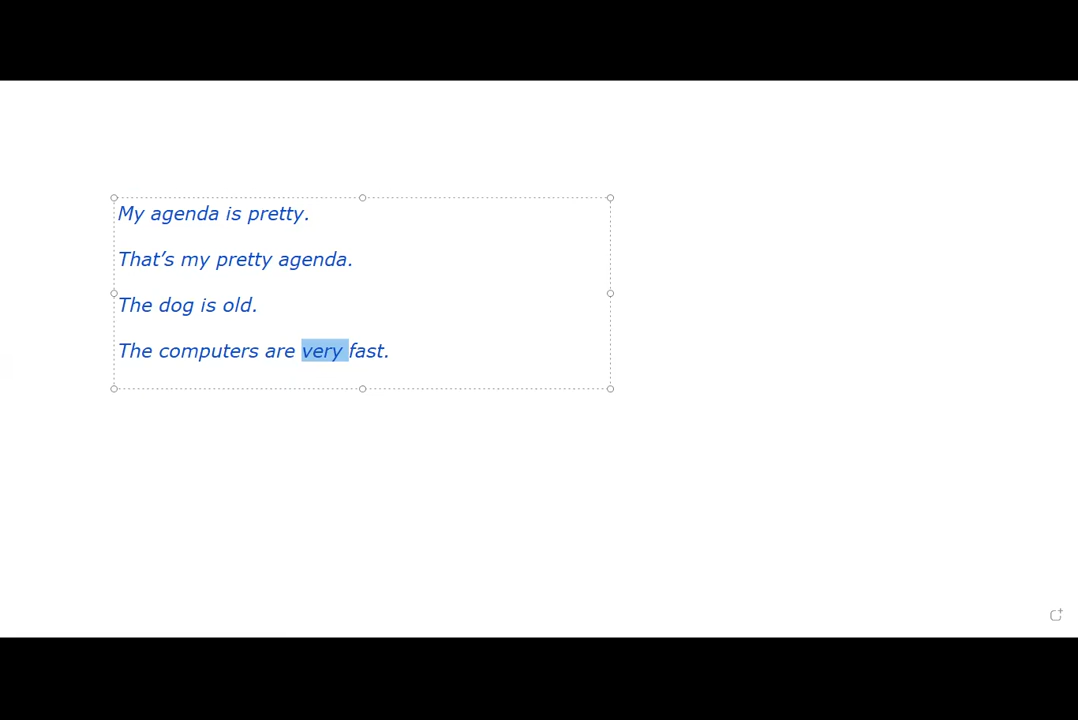 My agenda is pretty.
That’s my pretty agenda.
The dog is old.
The computers are very fast.